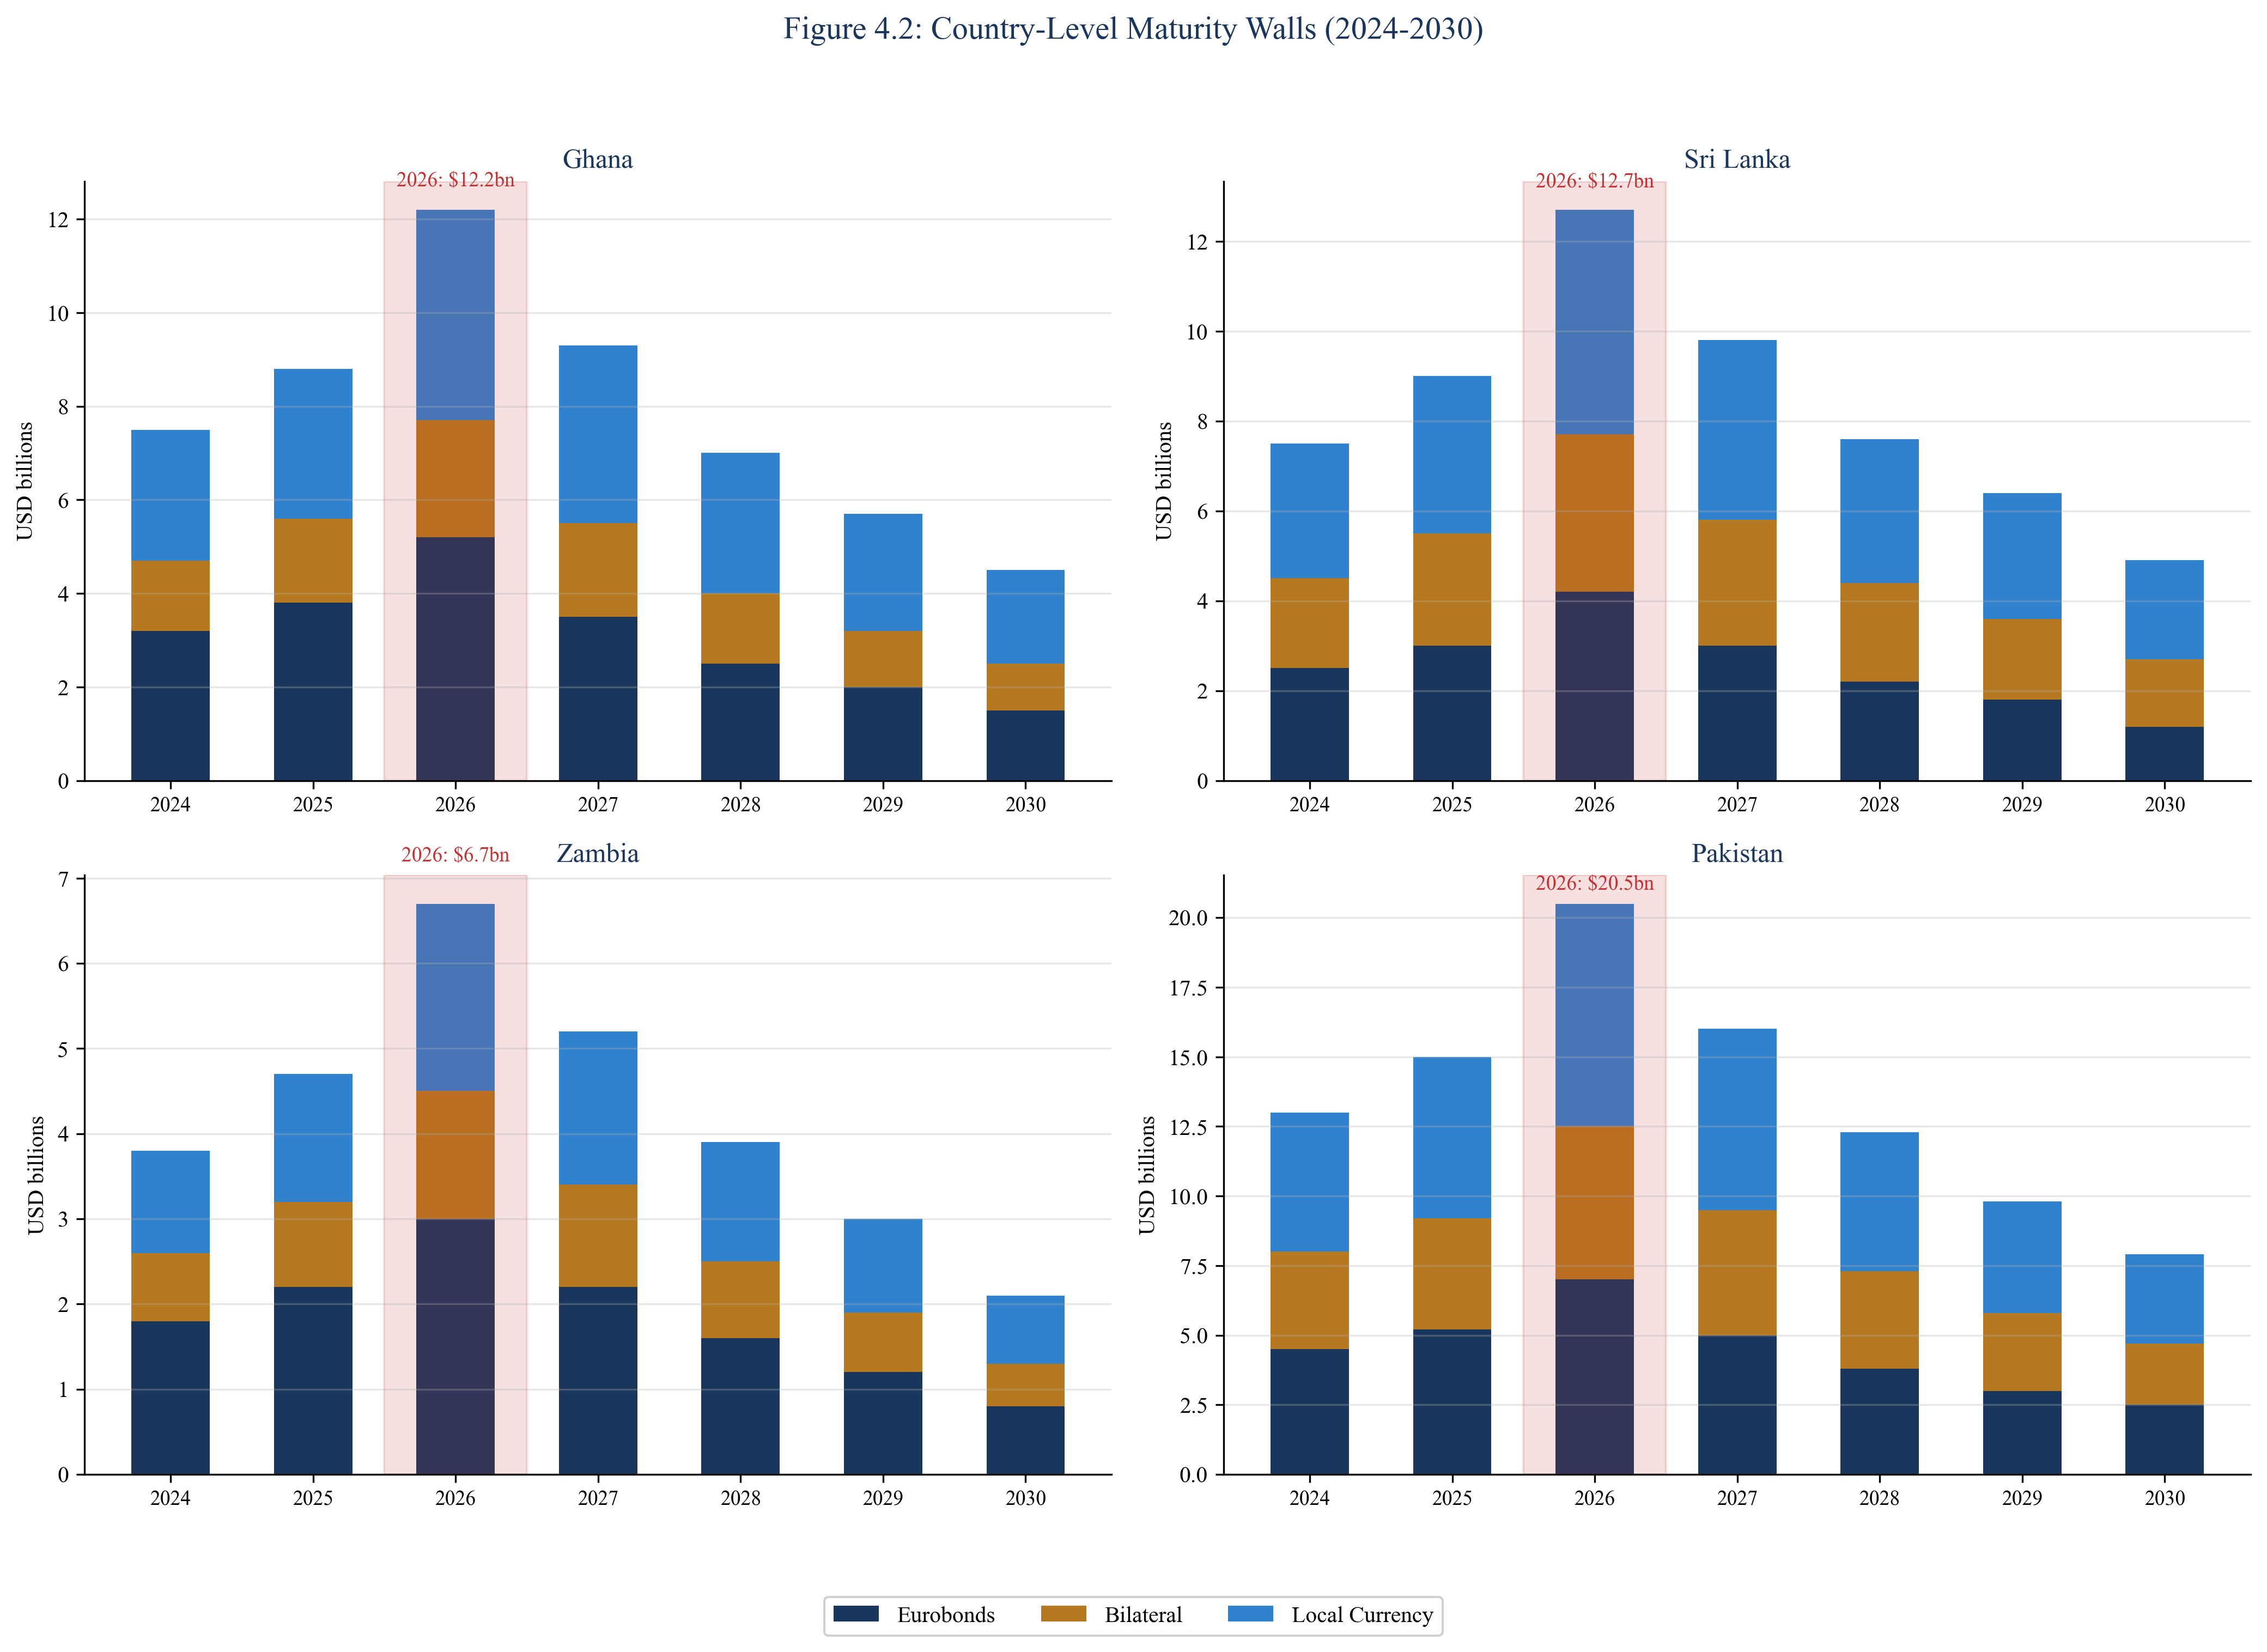 Figure 4.2: Country-Level Maturity Walls (2024-2030)
Ghana
2026: $12.2bn
USD billions
12
10
8
6
4
2
0
2024 2025 2026 2027 2028 2029 2030
Sri Lanka
2026: $12.7bn
USD billions
12
10
8
6
4
2
0
2024 2025 2026 2027 2028 2029 2030
Zambia
2026: $6.7bn
USD billions
7
6
5
4
3
2
1
0
2024 2025 2026 2027 2028 2029 2030
Pakistan
2026: $20.5bn
USD billions
20.0
17.5
15.0
12.5
10.0
7.5
5.0
2.5
0.0
2024 2025 2026 2027 2028 2029 2030
Eurobonds Bilateral Local Currency